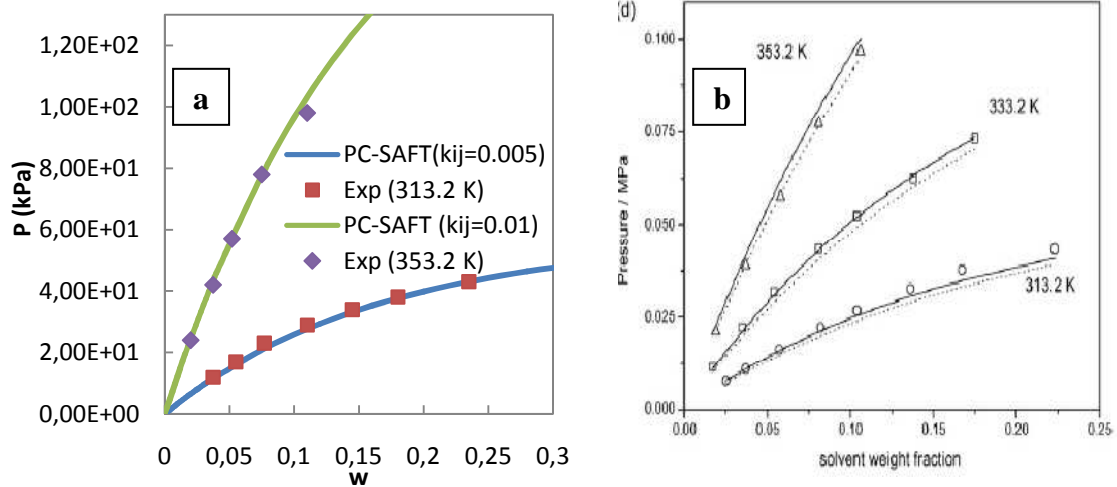 a
P (kPa)
1,20E+02
1,00E+02
8,00E+01
6,00E+01
4,00E+01
2,00E+01
0,00E+00
PC-SAFT(kij=0.005)
Exp (313.2 K)
PC-SAFT (kij=0.01)
Exp (353.2 K)
0 0,05 0,1 0,15 0,2 0,25 0,3
w
(d)
b
Pressure / MPa
0.100
0.075
0.050
0.025
0.000
353.2 K
333.2 K
313.2 K
0.00 0.05 0.10 0.15 0.20 0.25
solvent weight fraction